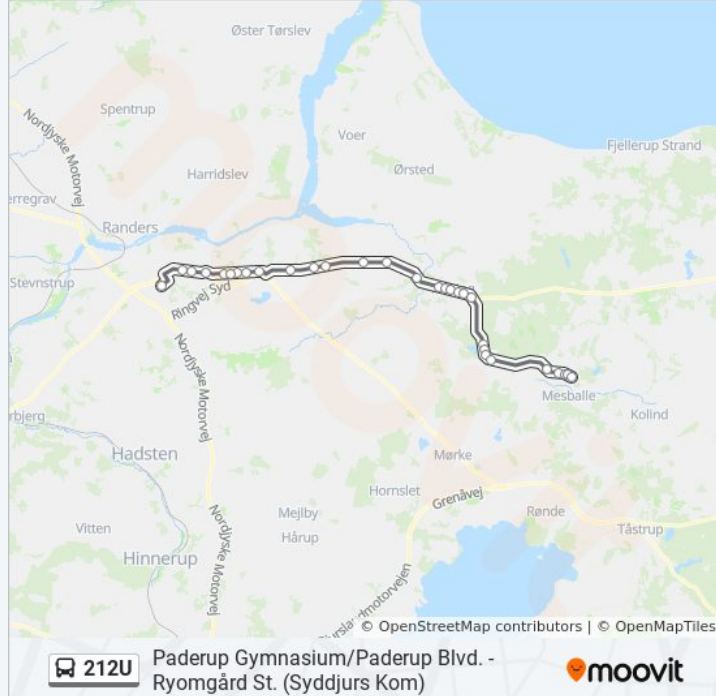 Øster Tørslev
Spentrup
Nordjyske Motorvej
Voer
Fjellerup Strand
Ørsted
Harridslev
erregrav
Randers
Stevnstrup
Ringvej Syd
Nordjyske Motorvej
Mesballe
Kolind
rbjerg
Hadsten
Mørke
Hornslet
Grenåvej
Mejlby
Rønde
Vitten
Hårup
Tåstrup
Nordjyske Motorvej
Hinnerup
Djurslandmotorvejen
© OpenStreetMap contributors | © OpenMapTiles
212U
Paderup Gymnasium/Paderup Blvd. -
Ryomgård St. (Syddjurs Kom)
moovit